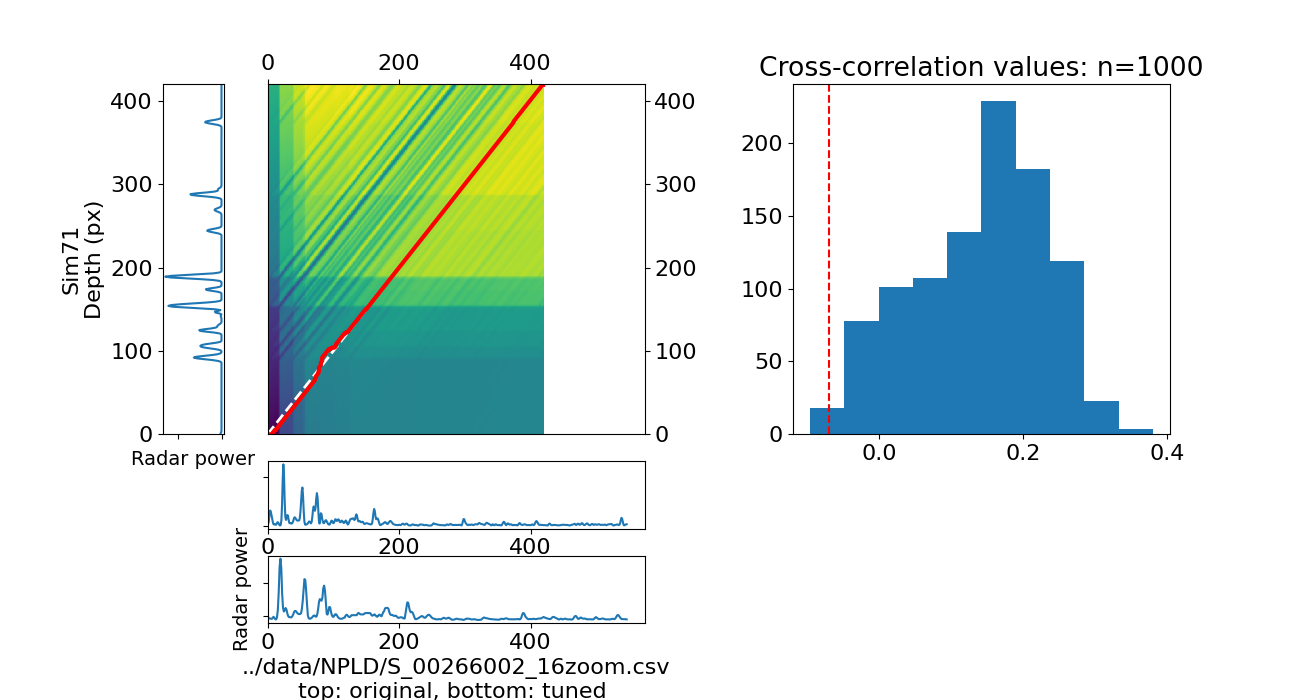 0 200 400
Cross-correlation values: n=1000
400
300
200
100
0
Sim71
Depth (px)
Radar power
400
300
200
100
0
200
150
100
50
0
0.0 0.2 0.4
0 200 400
Radar power
0 200 400
../data/NPLD/S_00266002_16zoom.csv
top: original, bottom: tuned